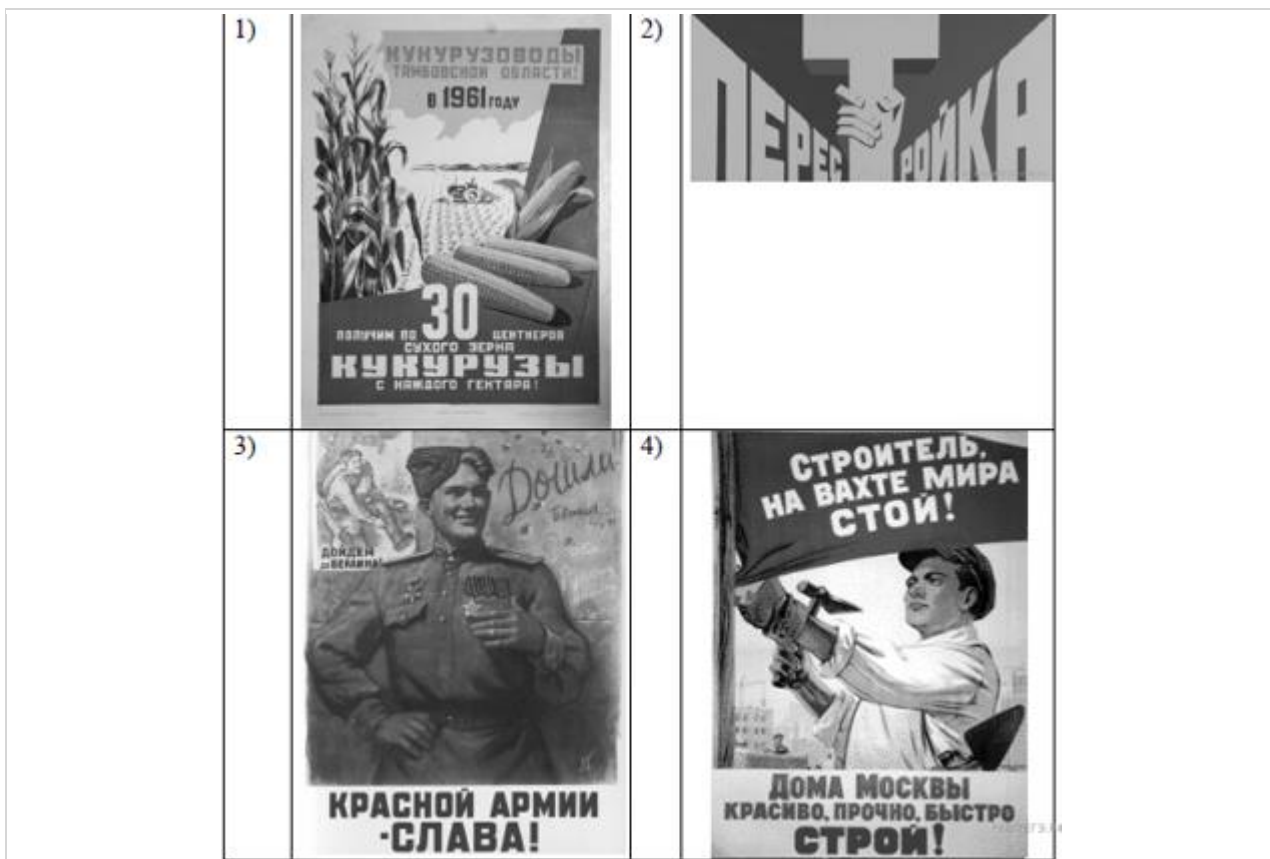 1)
КУКУРУЗОВОДЫ
ТАМБОВСКОЙ ОБЛАСТИ!
В 1961 ГОДУ
ПОЛУЧИМ ПО 30 ЦЕНТНЕРОВ
СУХОГО ЗЕРНА
КУКУРУЗЫ
С КАЖДОГО ГЕКТАРА!
2)
ПЕРЕСТРОЙКА
3)
Дошли!
ДОЙДЕМ
ДО БЕРЛИНА!
КРАСНОЙ АРМИИ
-СЛАВА!
4)
СТРОИТЕЛЬ,
НА ВАХТЕ МИРА
СТОЙ!
ДОМА МОСКВЫ
КРАСИВО, ПРОЧНО, БЫСТРО
СТРОЙ!